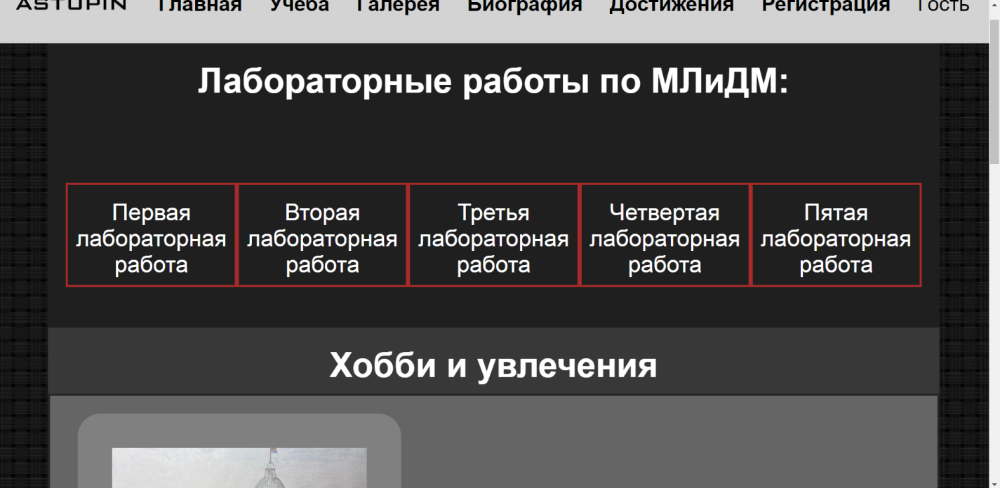 ASTUPIN Главная Учеба Галерея Биография Достижения Регистрация Гость
Лабораторные работы по МЛиДМ:
Первая лабораторная работа
Вторая лабораторная работа
Третья лабораторная работа
Четвертая лабораторная работа
Пятая лабораторная работа
Хобби и увлечения